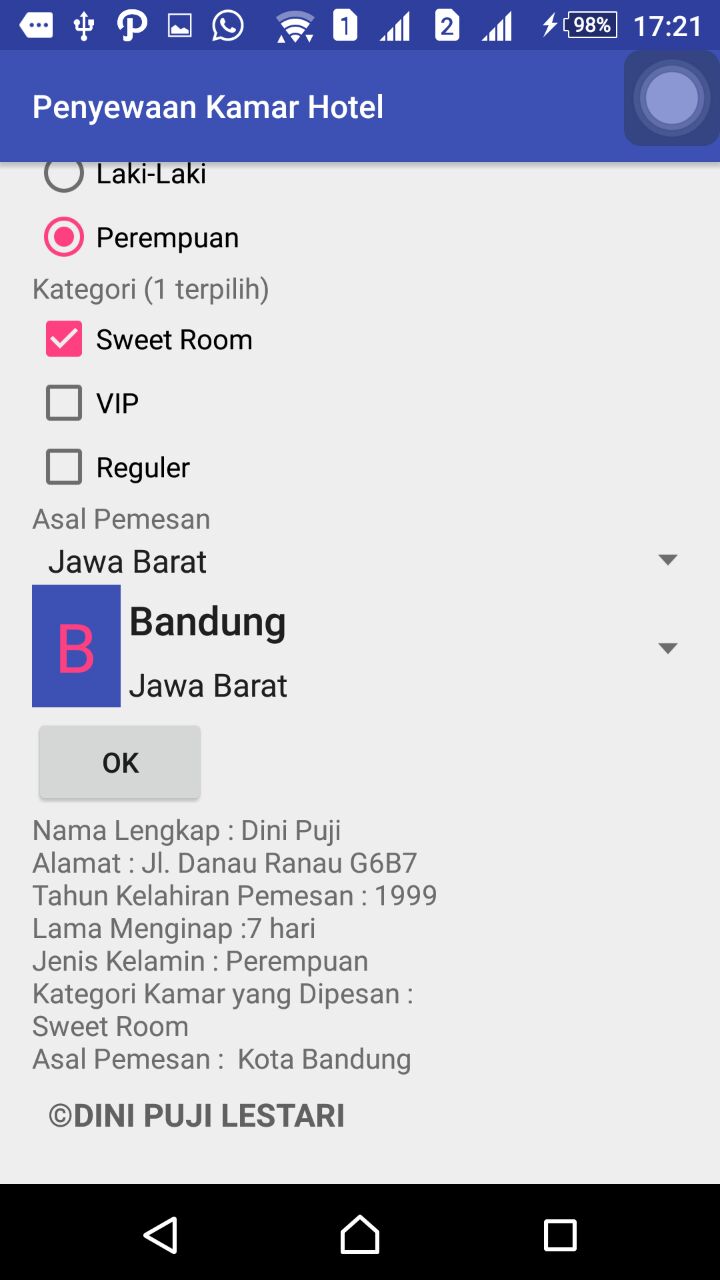 1
2
98%
17:21
Penyewaan Kamar Hotel
Laki-Laki
Perempuan
Kategori (1 terpilih)
Sweet Room
VIP
Reguler
Asal Pemesan
Jawa Barat
B
Bandung
Jawa Barat
OK
Nama Lengkap : Dini Puji
Alamat : Jl. Danau Ranau G6B7
Tahun Kelahiran Pemesan : 1999
Lama Menginap :7 hari
Jenis Kelamin : Perempuan
Kategori Kamar yang Dipesan :
Sweet Room
Asal Pemesan :  Kota Bandung
©DINI PUJI LESTARI